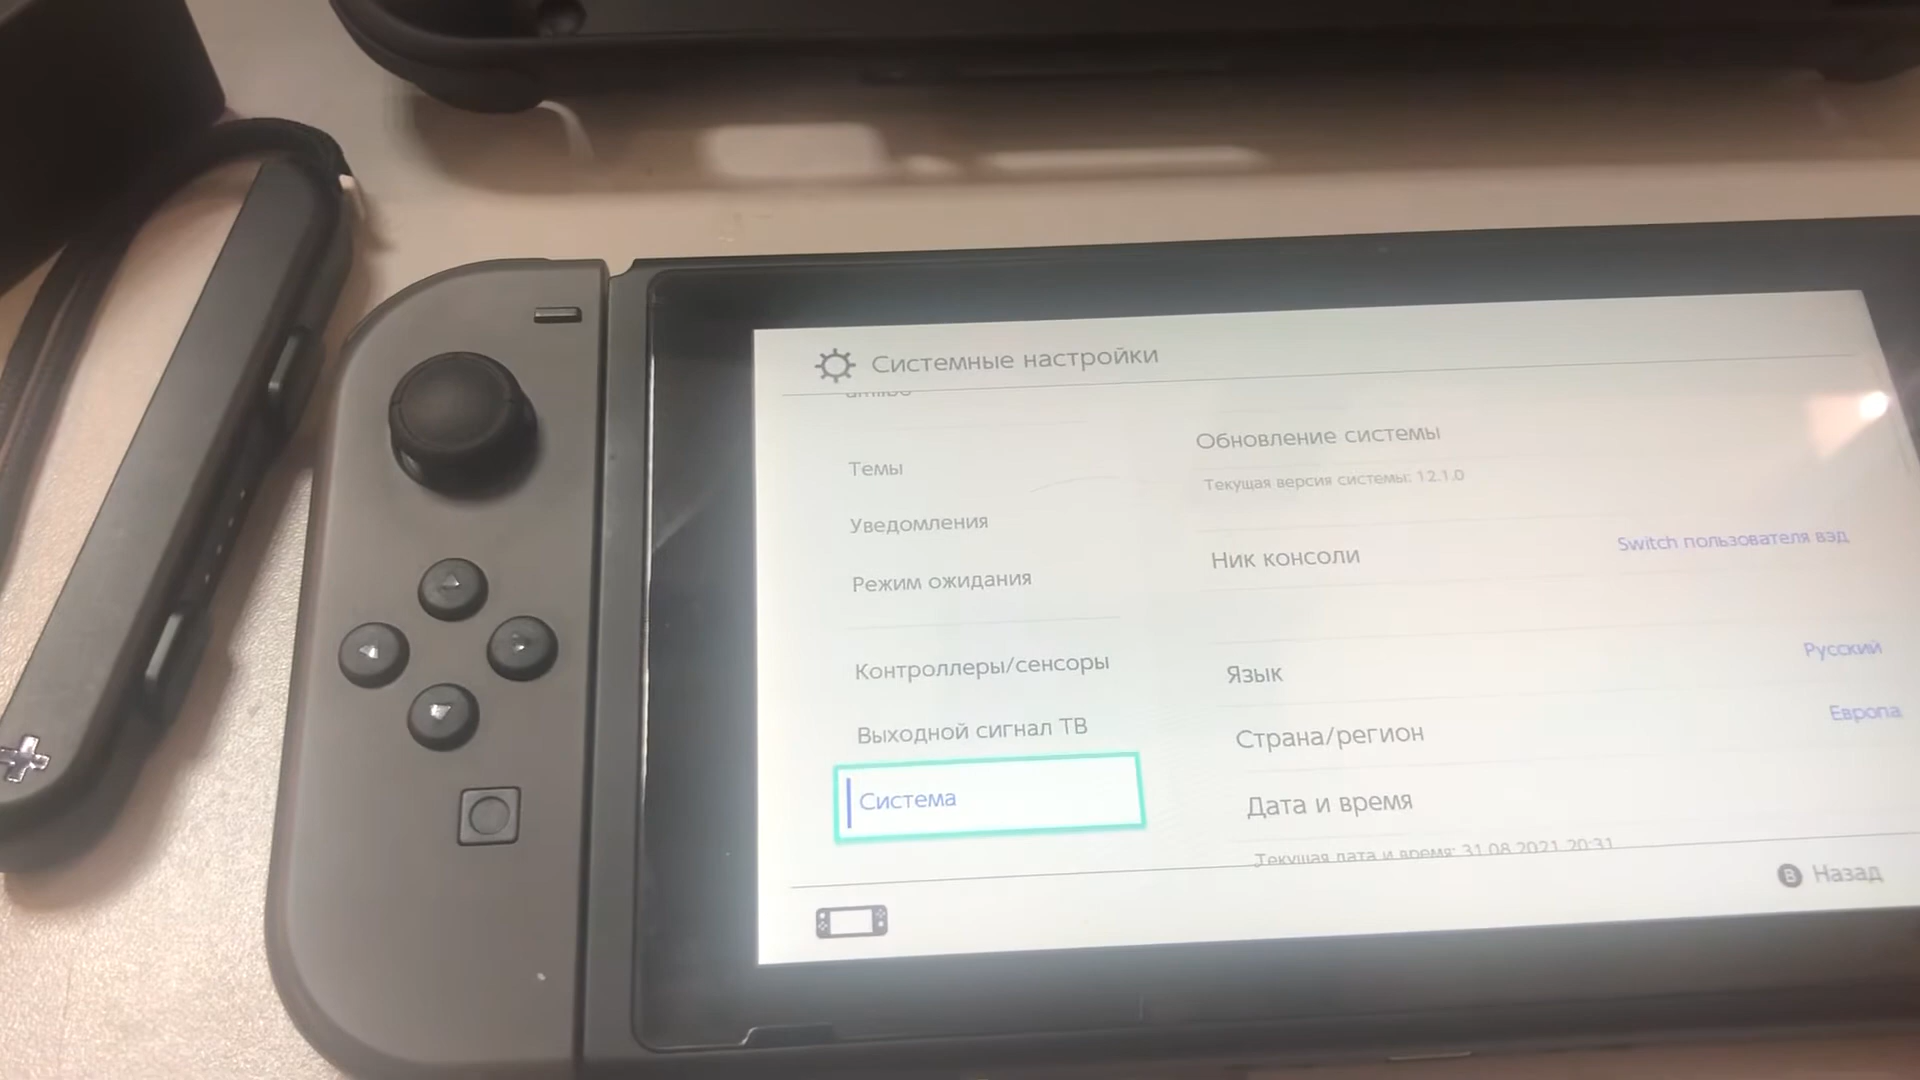 Системные настройки
amiibo
Темы
Уведомления
Режим ожидания
Контроллеры/сенсоры
Выходной сигнал ТВ
Система
Обновление системы
Текущая версия системы: 12.1.0
Ник консоли
Switch пользователя вэд
Язык
Русский
Страна/регион
Европа
Дата и время
Текущая дата и время: 31.08.2021 20:31
B Назад